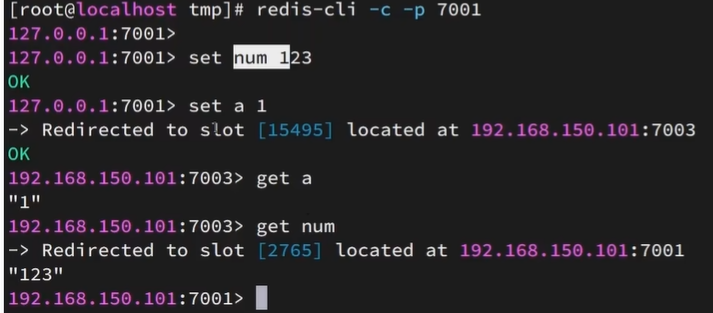 [root@localhost tmp]# redis-cli -c -p 7001
127.0.0.1:7001>
127.0.0.1:7001> set num 123
OK
127.0.0.1:7001> set a 1
-> Redirected to slot [15495] located at 192.168.150.101:7003
OK
192.168.150.101:7003> get a
"1"
192.168.150.101:7003> get num
-> Redirected to slot [2765] located at 192.168.150.101:7001
"123"
192.168.150.101:7001>